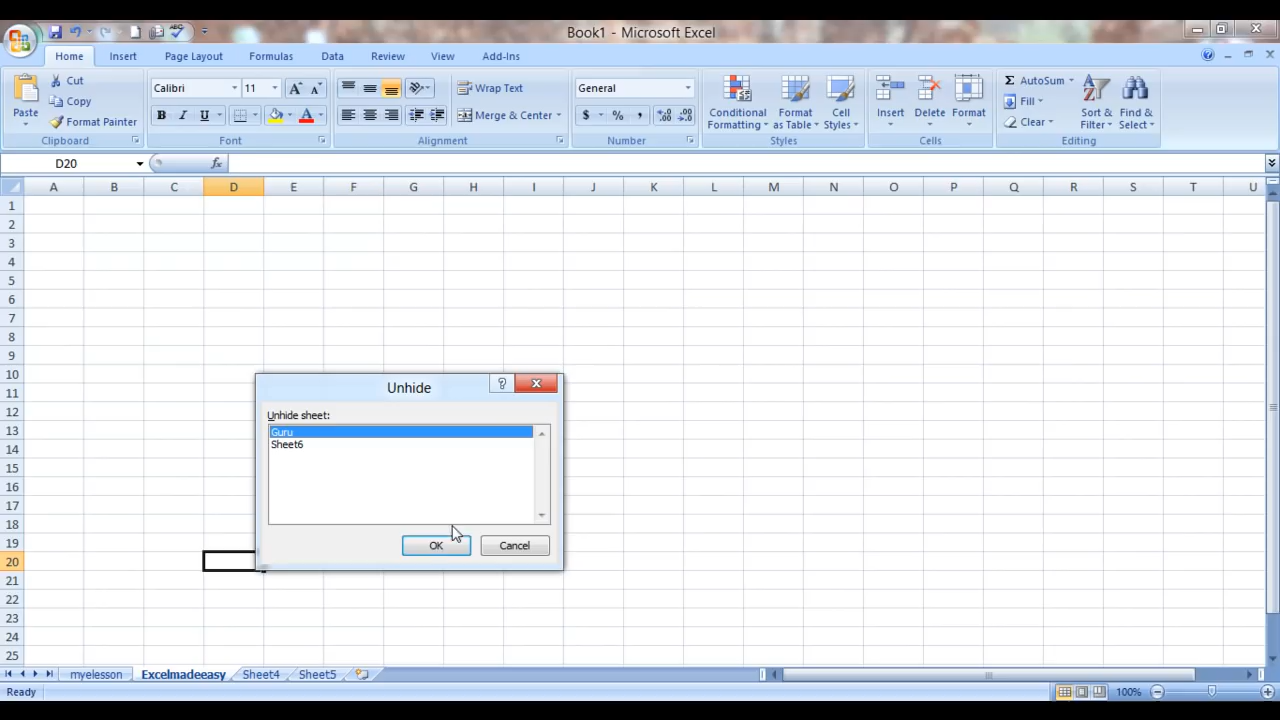 Book1 - Microsoft Excel
Home Insert Page Layout Formulas Data Review View Add-Ins
Cut Calibri 11 A A Wrap Text General AutoSum
Copy Fill
Paste Format Painter B I U A Merge & Center $ % , Conditional Formatting Format as Table Cell Styles Insert Delete Format Clear Sort & Filter Find & Select
Clipboard Font Alignment Number Styles Cells Editing
D20 fx
A B C D E F G H I J K L M N O P Q R S T U
1
2
3
4
5
6
7
8
9
10
Unhide
11
Unhide sheet:
12
13 Guru
14 Sheet6
15
16
17
18
19 OK Cancel
20
21
22
23
24
25
myelesson Excelmadeeasy Sheet4 Sheet5
Ready 100%